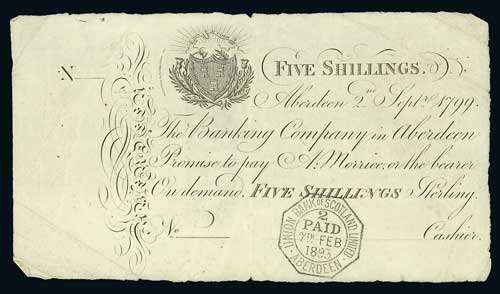 FIVE SHILLINGS.
N
Aberdeen 2nd Septr. 1799.
The Banking Company in Aberdeen
Promise to pay A. Morrice, or the bearer
On demand, FIVE SHILLINGS Sterling.
No
Cashier.
UNION BANK OF SCOTLAND LIMITED
2
PAID
7TH FEB
1893
ABERDEEN